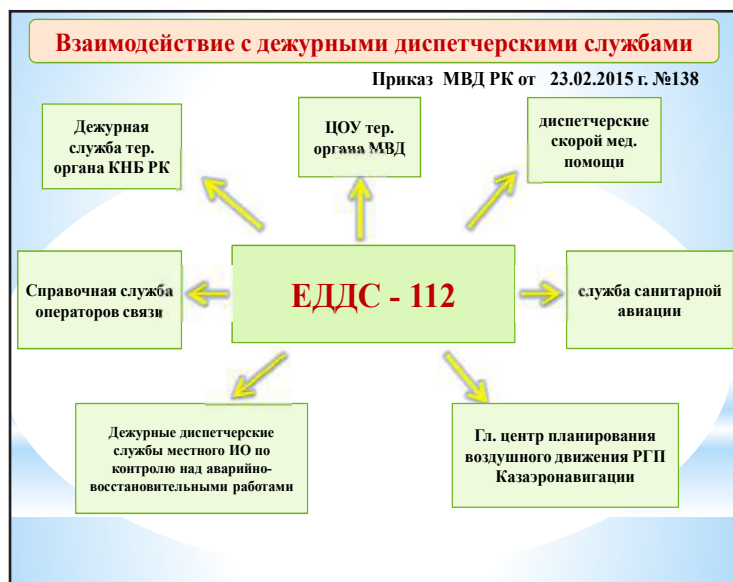 Взаимодействие с дежурными диспетчерскими службами
Приказ МВД РК от 23.02.2015 г. №138
Дежурная
служба тер.
органа КНБ РК
ЦОУ тер.
органа МВД
диспетчерские
скорой мед.
помощи
Справочная служба
операторов связи
ЕДДС - 112
служба санитарной
авиации
Дежурные диспетчерские
службы местного ИО по
контролю над аварийно-
восстановительными работами
Гл. центр планирования
воздушного движения РГП
Казаэронавигации